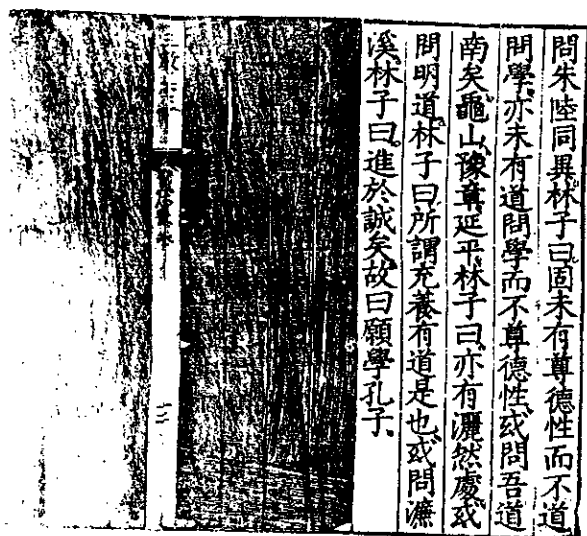 問朱陸同異林子曰固未有尊德性而不道
問學亦未有道問學而不尊德性或問吾道
南矣龜山豫章延平林子曰亦有灑然處或
問明道林子曰所謂充養有道是也或問濂
溪林子曰進於誠矣故曰願學孔子